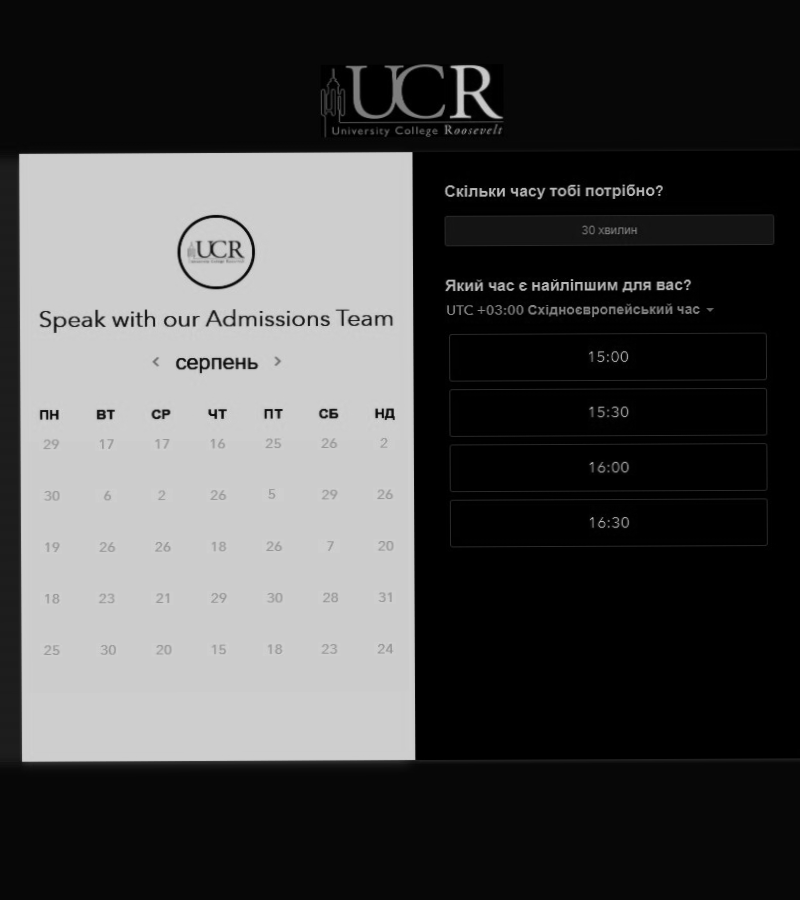 UCR
University College Roosevelt
UCR
Speak with our Admissions Team
серпень
ПН ВТ СР ЧТ ПТ СБ НД
29 17 17 16 25 26 2
30 6 2 26 5 29 26
19 26 26 18 26 7 20
18 23 21 29 30 28 31
25 30 20 15 18 23 24
Скільки часу тобі потрібно?
30 хвилин
Який час є найліпшим для вас?
UTC +03:00 Східноєвропейський час
15:00
15:30
16:00
16:30